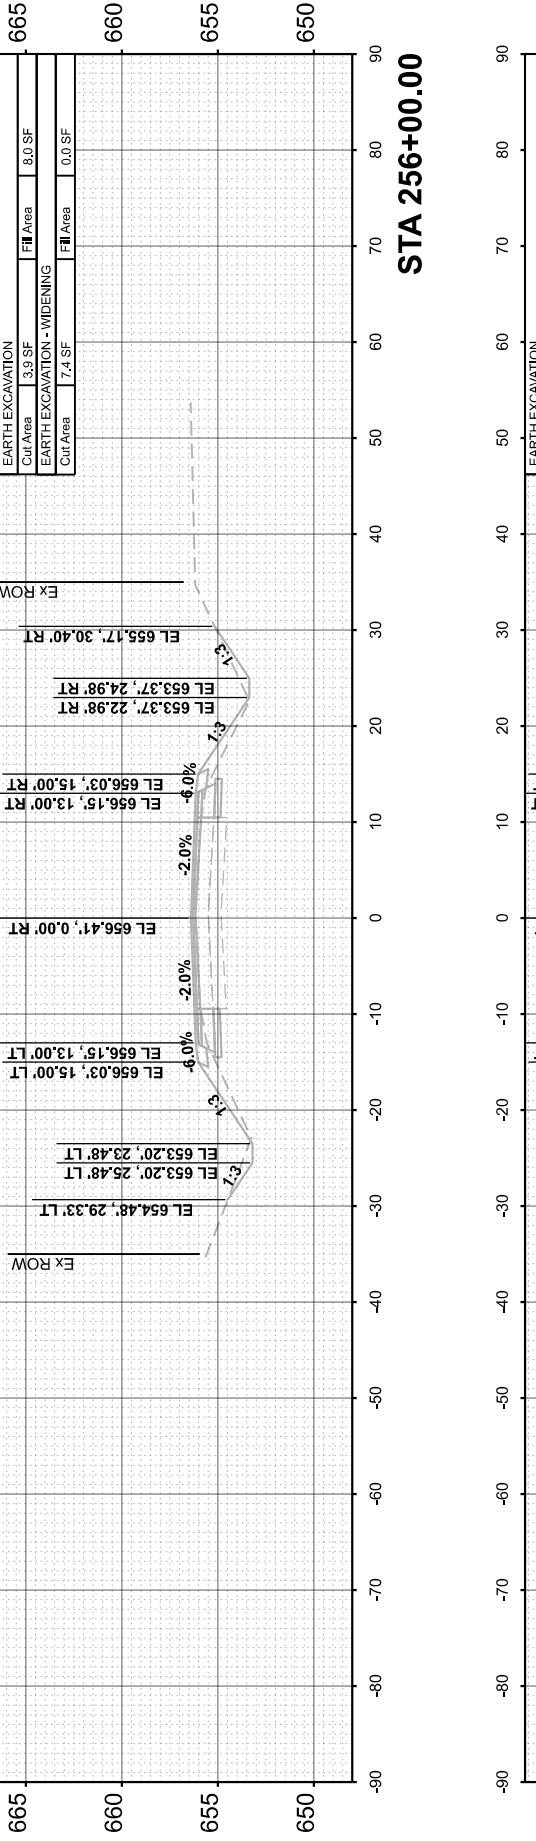 665
660
655
650
EARTH EXCAVATION
Cut Area 3.9 SF Fill Area 8.0 SF
EARTH EXCAVATION - WIDENING
Cut Area 7.4 SF Fill Area 0.0 SF
Ex ROW
EL 654.48', 29.33' LT
EL 653.20', 25.48' LT
EL 653.20', 23.48' LT
EL 656.03', 15.00' LT
EL 656.15', 13.00' LT
EL 656.41', 0.00' RT
EL 656.15', 13.00' RT
EL 656.03', 15.00' RT
EL 653.37', 22.98' RT
EL 653.37', 24.98' RT
EL 655.17', 30.40' RT
Ex ROW
1:3
1:3
-6.0%
-2.0%
-2.0%
-6.0%
1:3
1:3
665
660
655
650
-90 -80 -70 -60 -50 -40 -30 -20 -10 0 10 20 30 40 50 60 70 80 90
STA 256+00.00
EARTH EXCAVATION
-90 -80 -70 -60 -50 -40 -30 -20 -10 0 10 20 30 40 50 60 70 80 90